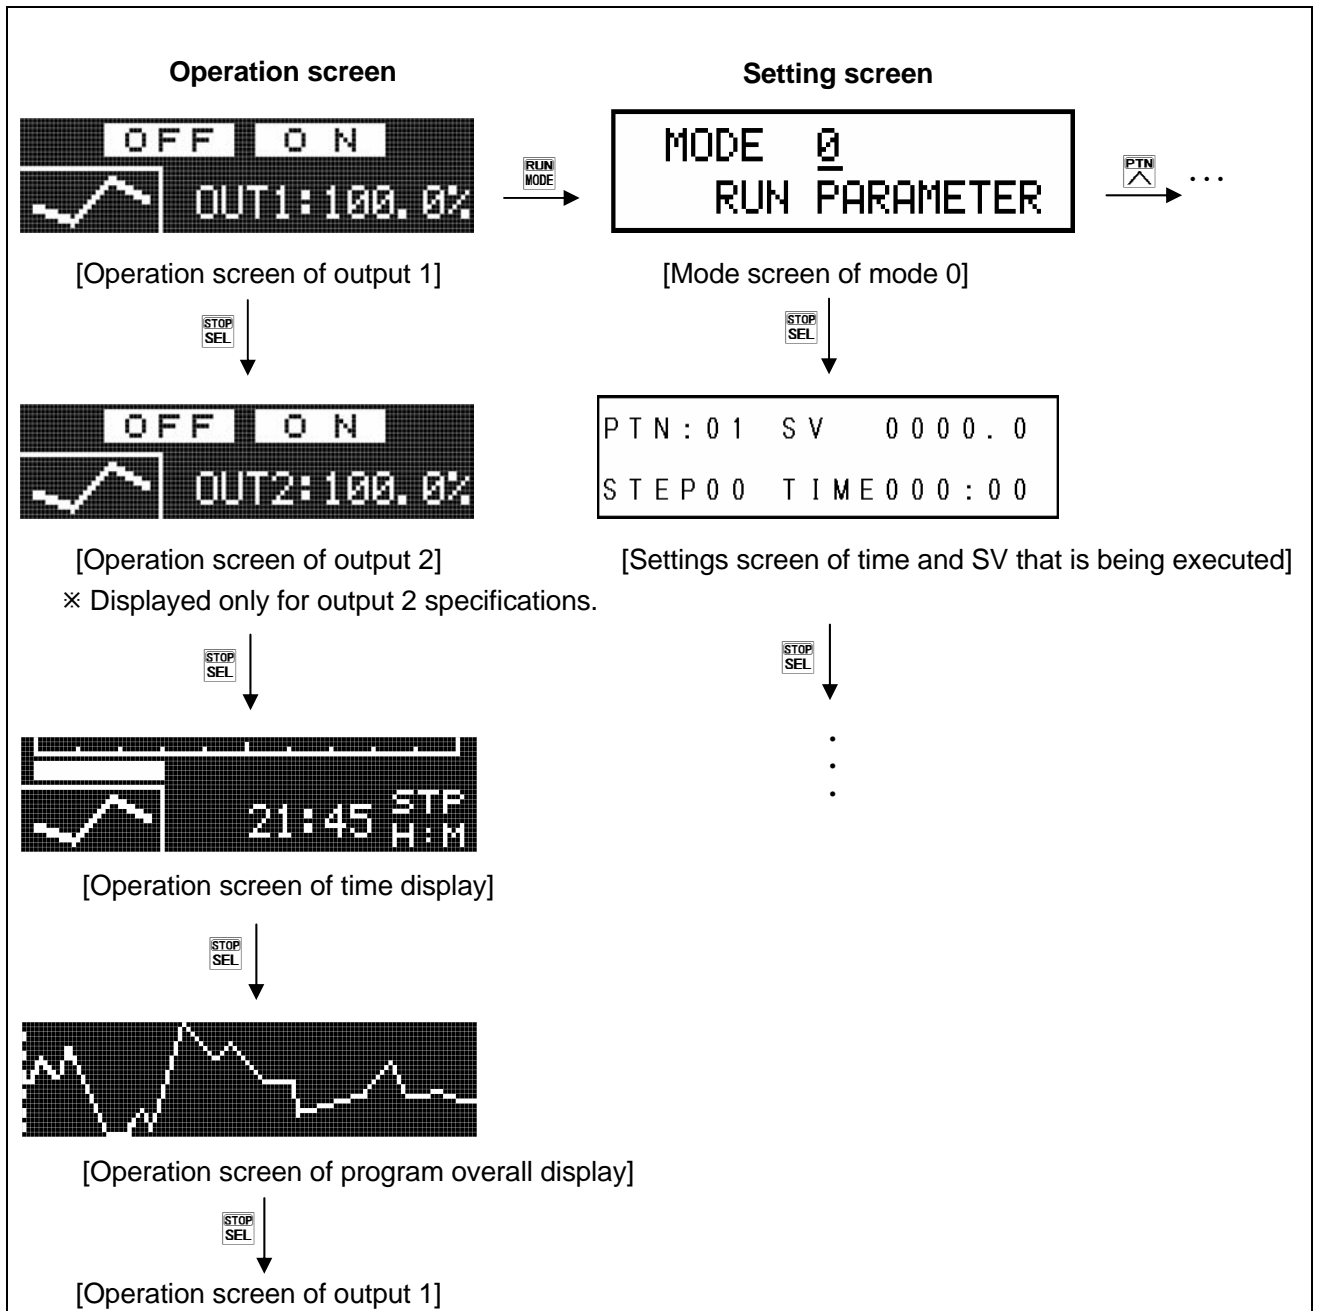 Operation screen
Setting screen
OFF ON
OUT1:100.0%
RUN
MODE
MODE 0
RUN PARAMETER
PTN
...
[Operation screen of output 1]
[Mode screen of mode 0]
STOP
SEL
STOP
SEL
OFF ON
OUT2:100.0%
PTN:01 SV 0000.0
STEP00 TIME000:00
[Operation screen of output 2]
[Settings screen of time and SV that is being executed]
※ Displayed only for output 2 specifications.
STOP
SEL
STOP
SEL
21:45 STP
H:M
[Operation screen of time display]
STOP
SEL
[Operation screen of program overall display]
STOP
SEL
[Operation screen of output 1]